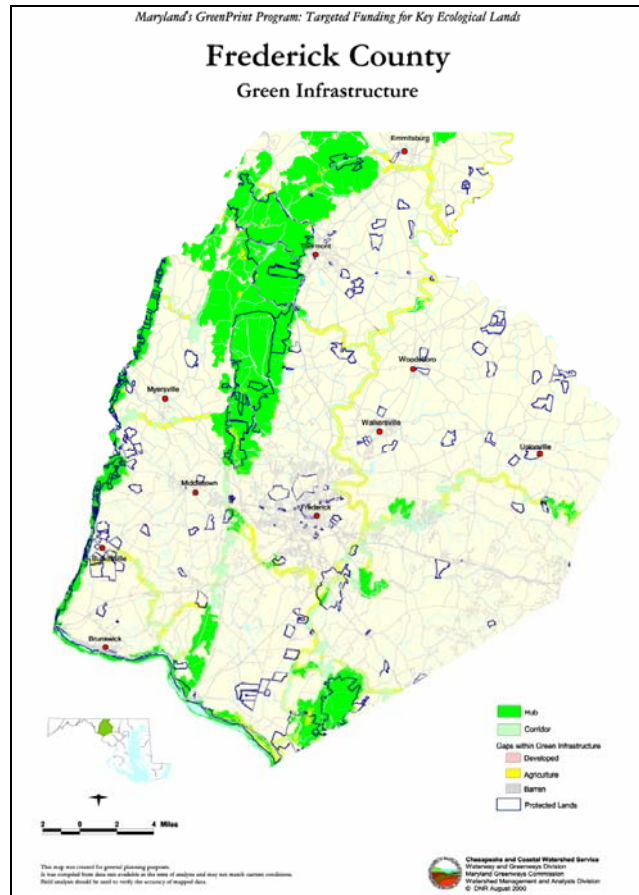 Maryland's GreenPrint Program: Targeted Funding for Key Ecological Lands
Frederick County
Green Infrastructure
Emmitsburg
Thurmont
Woodsboro
Myersville
Walkersville
Unionville
Middletown
Frederick
Burkittsville
Brunswick
Hub
Corridor
Gaps within Green Infrastructure
Developed
Agriculture
Barren
Protected Lands
2 0 2 4 Miles
This map was created for general planning purposes.
It was compiled from data sets available at the time of analysis and may not match current conditions.
Field analysis should be used to verify the accuracy of mapped data.
Chesapeake and Coastal Watershed Service
Waterway and Greenways Division
Maryland Greenways Commission
Watershed Management and Analysis Division
© DNR August 2000